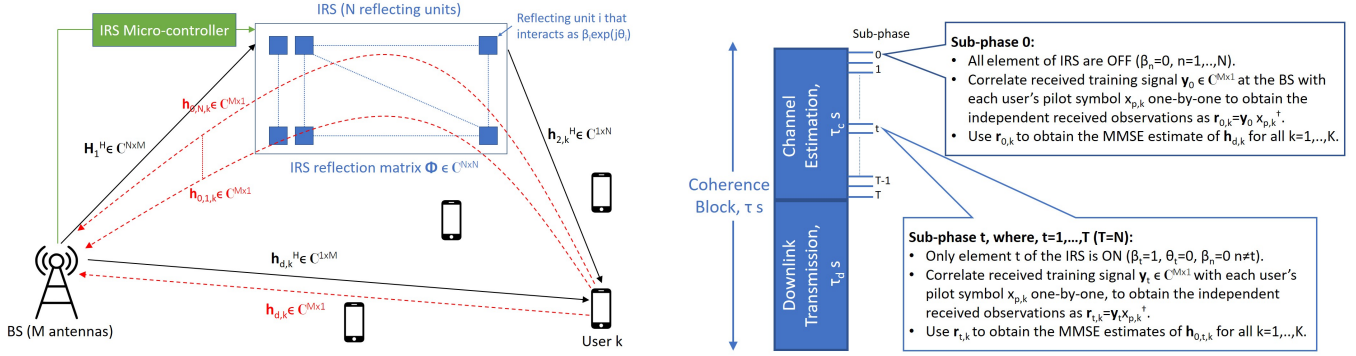 IRS Micro-controller
IRS (N reflecting units)
Reflecting unit i that
interacts as βᵢexp(jθᵢ)
h₀,N,k ϵ ℂᴹˣ¹
H₁ᴴϵ ℂᴺˣᴹ
h₂,kᴴϵ ℂ¹ˣᴺ
IRS reflection matrix Φ ϵ ℂᴺˣᴺ
h₀,₁,k ϵ ℂᴹˣ¹
h_d,kᴴ ϵ ℂ¹ˣᴹ
h_d,k ϵ ℂᴹˣ¹
BS (M antennas)
User k
Coherence
Block, τ s
Channel
Estimation,
τ_c s
Downlink
Transmission,
τ_d s
Sub-phase
0
1
t
T-1
T
Sub-phase 0:
• All element of IRS are OFF (βₙ=0, n=1,..,N).
• Correlate received training signal y₀ ϵ ℂᴹˣ¹ at the BS with
each user's pilot symbol x_p,k one-by-one to obtain the
independent received observations as r₀,k=y₀ x_p,k†.
• Use r₀,k to obtain the MMSE estimate of h_d,k for all k=1,..,K.
Sub-phase t, where, t=1,...,T (T=N):
• Only element t of the IRS is ON (βₜ=1, θₜ=0, βₙ=0 n≠t).
• Correlate received training signal yₜ ϵ ℂᴹˣ¹ with each user's
pilot symbol x_p,k one-by-one, to obtain the independent
received observations as rₜ,k=yₜx_p,k†.
• Use rₜ,k to obtain the MMSE estimates of h₀,ₜ,k for all k=1,..,K.